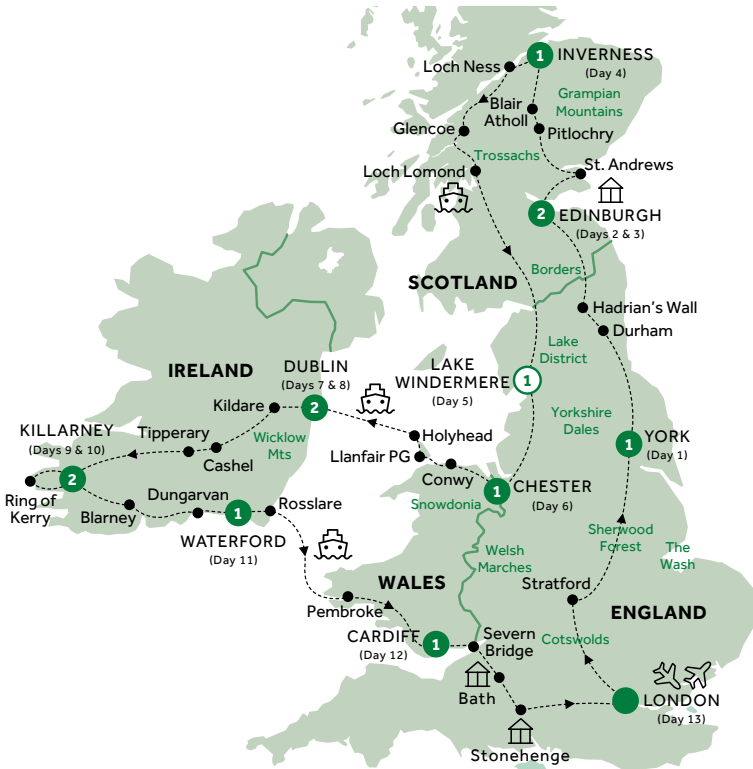 1
INVERNESS
(Day 4)
Loch Ness
Grampian
Mountains
Blair
Atholl
Glencoe
Pitlochry
Trossachs
St. Andrews
Loch Lomond
2
EDINBURGH
(Days 2 & 3)
Borders
SCOTLAND
Hadrian's Wall
Durham
Lake
District
IRELAND
DUBLIN
(Days 7 & 8)
2
LAKE
WINDERMERE
(Day 5)
1
Kildare
Yorkshire
Dales
KILLARNEY
(Days 9 & 10)
2
Tipperary
Wicklow
Mts
Cashel
Holyhead
Llanfair PG
1
YORK
(Day 1)
Conwy
1
CHESTER
(Day 6)
Snowdonia
Ring of
Kerry
Blarney
Dungarvan
1
Rosslare
WATERFORD
(Day 11)
Sherwood
Forest
The
Wash
Welsh
Marches
WALES
Stratford
ENGLAND
Pembroke
CARDIFF
(Day 12)
1
Severn
Bridge
Cotswolds
Bath
LONDON
(Day 13)
Stonehenge